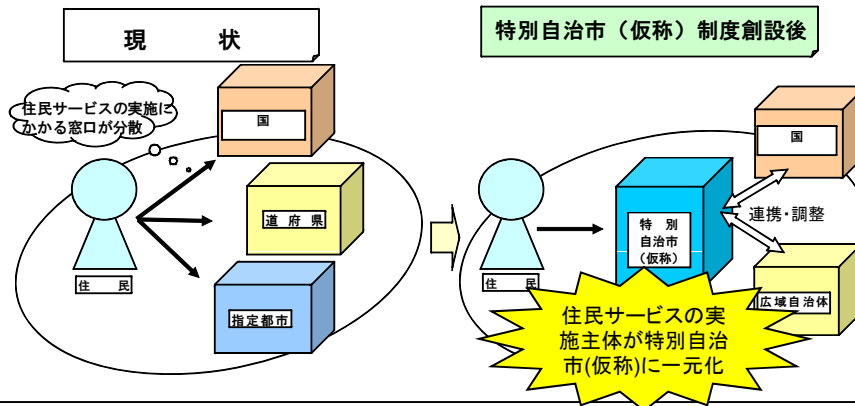 現　状
住民サービスの実施に
かかる窓口が分散
国
道府県
指定都市
住　民
特別自治市（仮称）制度創設後
国
特　別
自治市
（仮称）
連携・調整
広域自治体
住　民
住民サービスの実
施主体が特別自治
市(仮称)に一元化